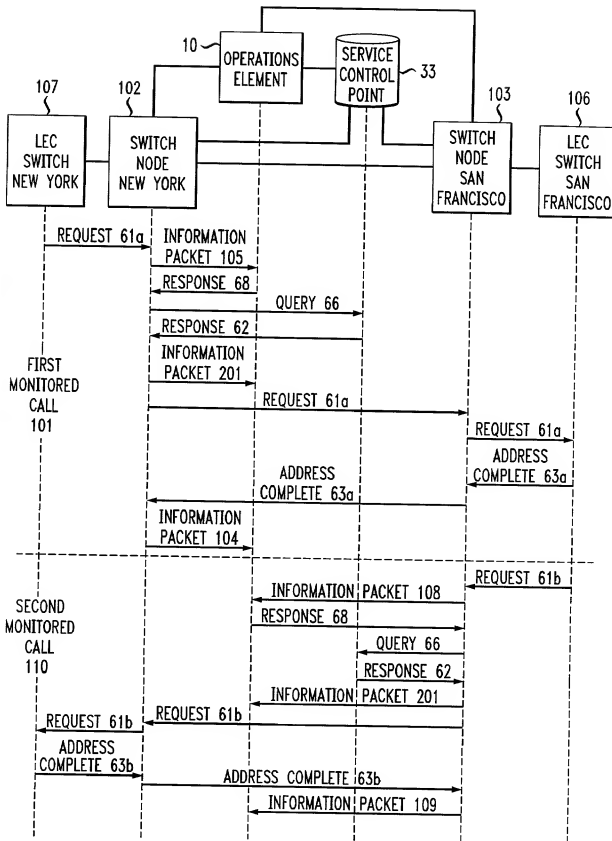 10
OPERATIONS
ELEMENT
SERVICE
CONTROL
POINT
33
107
LEC
SWITCH
NEW YORK
102
SWITCH
NODE
NEW YORK
103
SWITCH
NODE
SAN
FRANCISCO
106
LEC
SWITCH
SAN
FRANCISCO
REQUEST 61a
INFORMATION
PACKET 105
RESPONSE 68
QUERY 66
RESPONSE 62
FIRST
MONITORED
CALL
101
INFORMATION
PACKET 201
REQUEST 61a
REQUEST 61a
ADDRESS
COMPLETE 63a
ADDRESS
COMPLETE 63a
INFORMATION
PACKET 104
REQUEST 61b
INFORMATION PACKET 108
SECOND
MONITORED
CALL
110
RESPONSE 68
QUERY 66
RESPONSE 62
INFORMATION PACKET 201
REQUEST 61b
REQUEST 61b
ADDRESS
COMPLETE 63b
ADDRESS COMPLETE 63b
INFORMATION PACKET 109